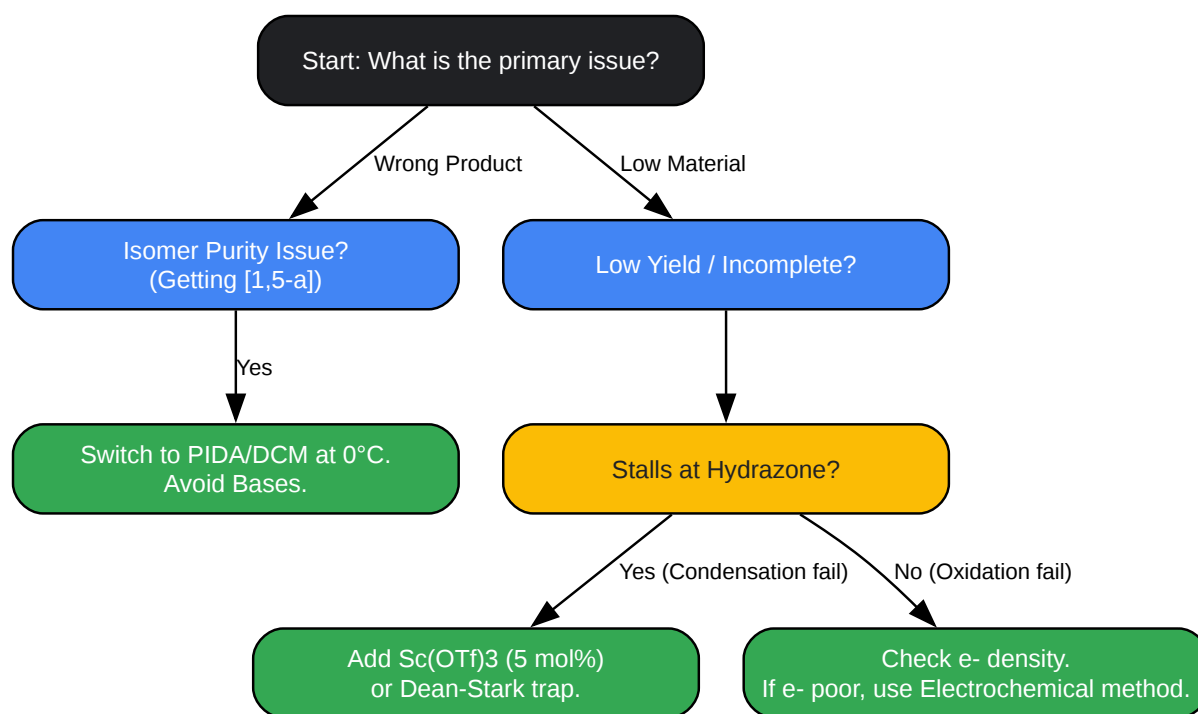 Start: What is the primary issue?
Wrong Product
Low Material
Isomer Purity Issue?
(Getting [1,5-a])
Low Yield / Incomplete?
Yes
Switch to PIDA/DCM at 0°C.
Avoid Bases.
Stalls at Hydrazone?
Yes (Condensation fail)
No (Oxidation fail)
Add Sc(OTf)3 (5 mol%)
or Dean-Stark trap.
Check e- density.
If e- poor, use Electrochemical method.